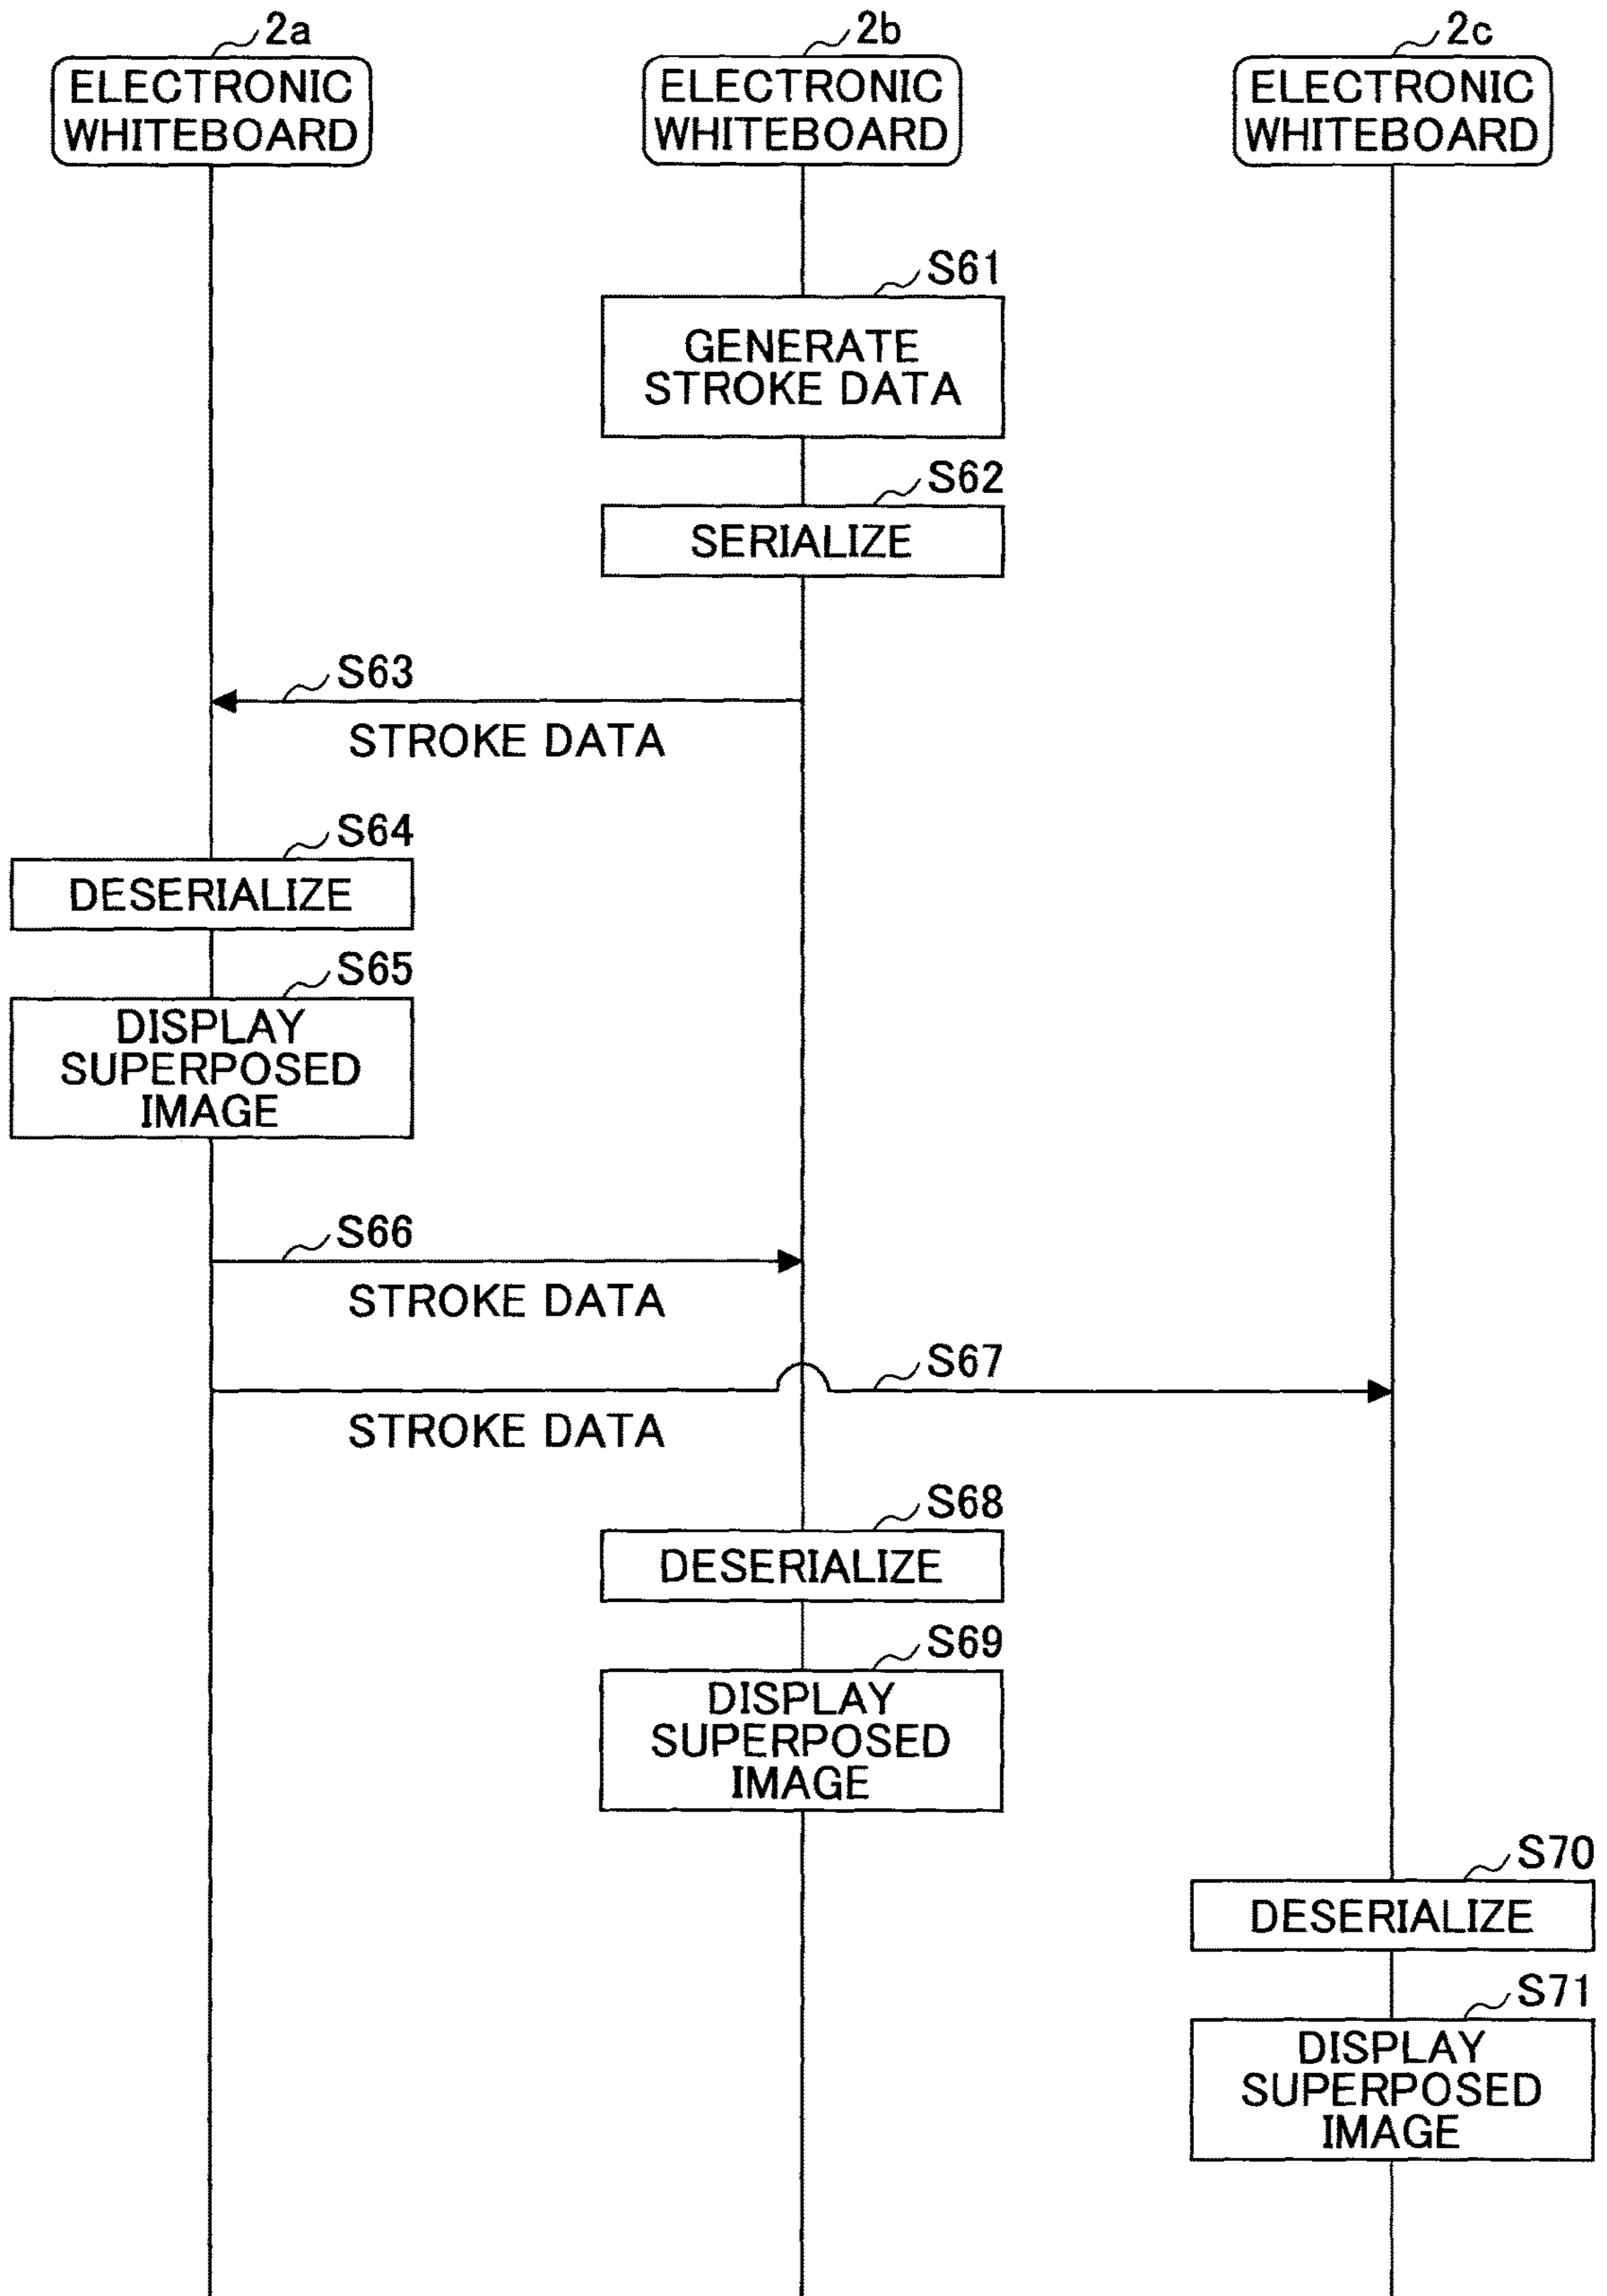 2a
ELECTRONIC
WHITEBOARD
2b
ELECTRONIC
WHITEBOARD
2c
ELECTRONIC
WHITEBOARD
S61
GENERATE
STROKE DATA
S62
SERIALIZE
S63
STROKE DATA
S64
DESERIALIZE
S65
DISPLAY
SUPERPOSED
IMAGE
S66
STROKE DATA
S67
STROKE DATA
S68
DESERIALIZE
S69
DISPLAY
SUPERPOSED
IMAGE
S70
DESERIALIZE
S71
DISPLAY
SUPERPOSED
IMAGE